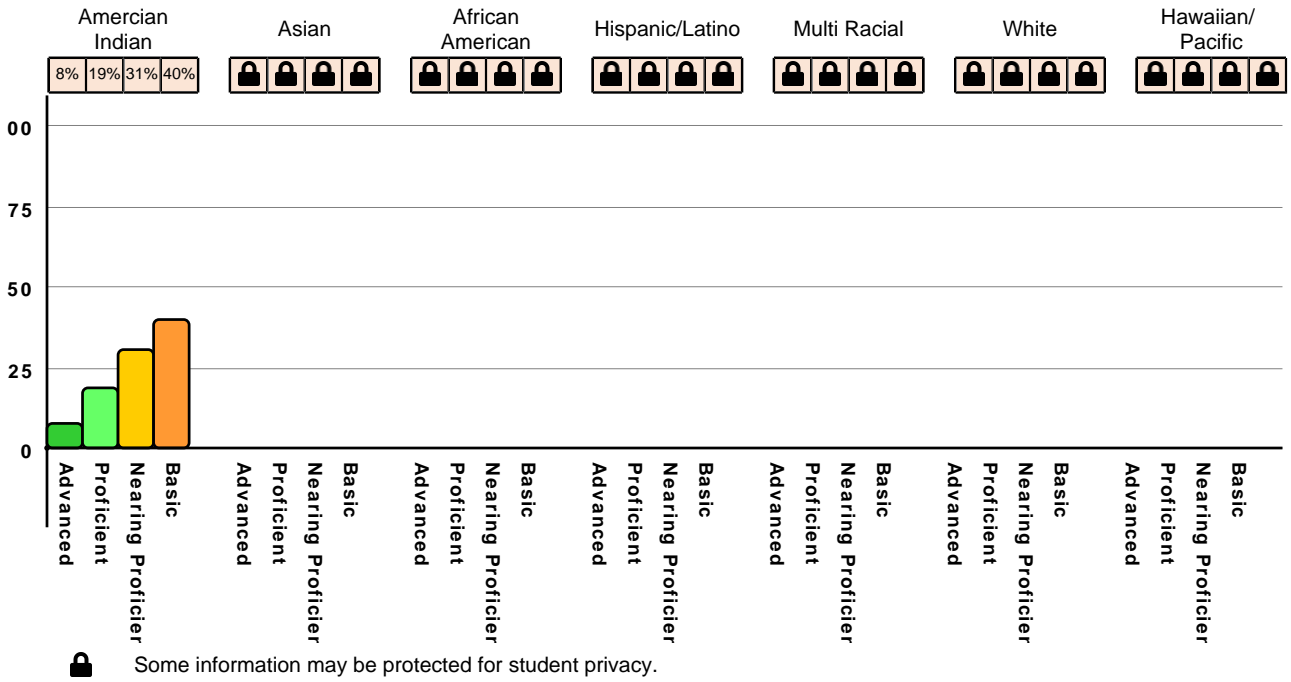 Amercian
Indian
Asian
African
American
Hispanic/Latino
Multi Racial
White
Hawaiian/
Pacific
8% 19% 31% 40%
00
75
50
25
0
Advanced
Proficient
Nearing Proficier
Basic
Advanced
Proficient
Nearing Proficier
Basic
Advanced
Proficient
Nearing Proficier
Basic
Advanced
Proficient
Nearing Proficier
Basic
Advanced
Proficient
Nearing Proficier
Basic
Advanced
Proficient
Nearing Proficier
Basic
Advanced
Proficient
Nearing Proficier
Basic
Some information may be protected for student privacy.